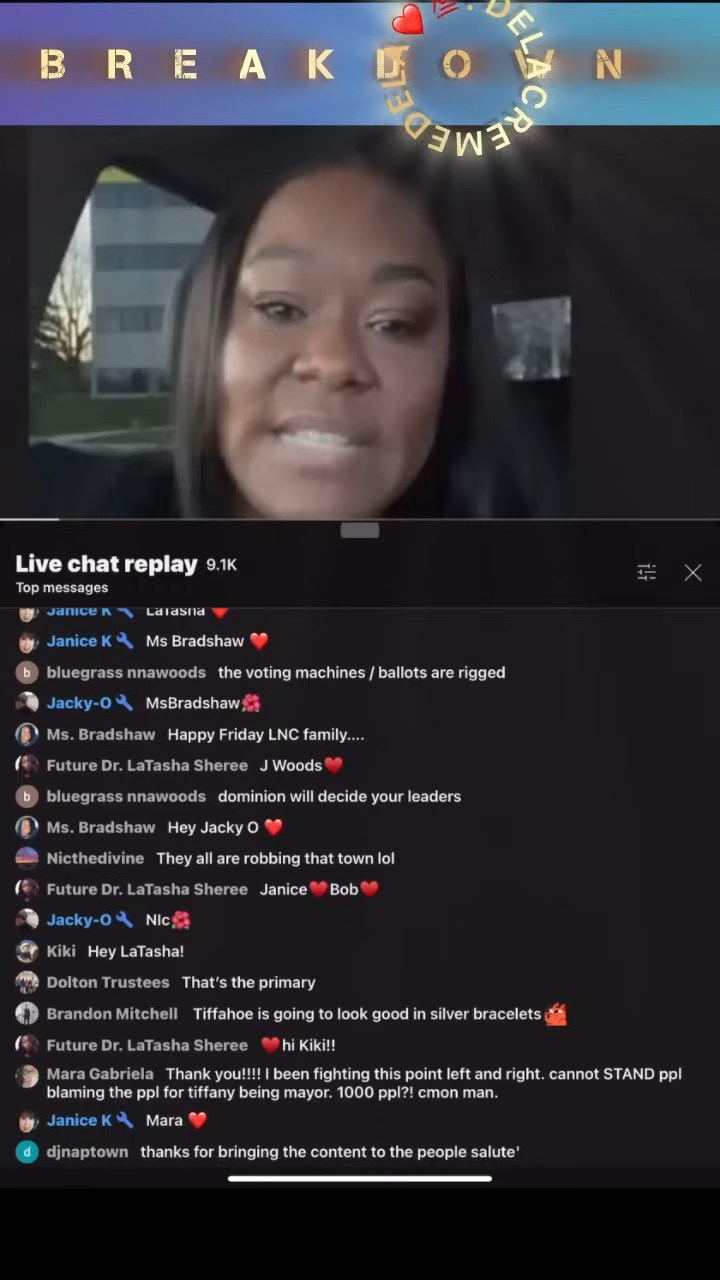 BREAKDOWN
DELACREMEDEL
Live chat replay 9.1K
Top messages
Janice K LaTasha
Janice K Ms Bradshaw
bluegrass nnawoods the voting machines / ballots are rigged
Jacky-O MsBradshaw
Ms. Bradshaw Happy Friday LNC family....
Future Dr. LaTasha Sheree J Woods
bluegrass nnawoods dominion will decide your leaders
Ms. Bradshaw Hey Jacky O
Nicthedivine They all are robbing that town lol
Future Dr. LaTasha Sheree Janice Bob
Jacky-O NIc
Kiki Hey LaTasha!
Dolton Trustees That's the primary
Brandon Mitchell Tiffahoe is going to look good in silver bracelets
Future Dr. LaTasha Sheree hi Kiki!!
Mara Gabriela Thank you!!!! I been fighting this point left and right. cannot STAND ppl
blaming the ppl for tiffany being mayor. 1000 ppl?! cmon man.
Janice K Mara
djnaptown thanks for bringing the content to the people salute'